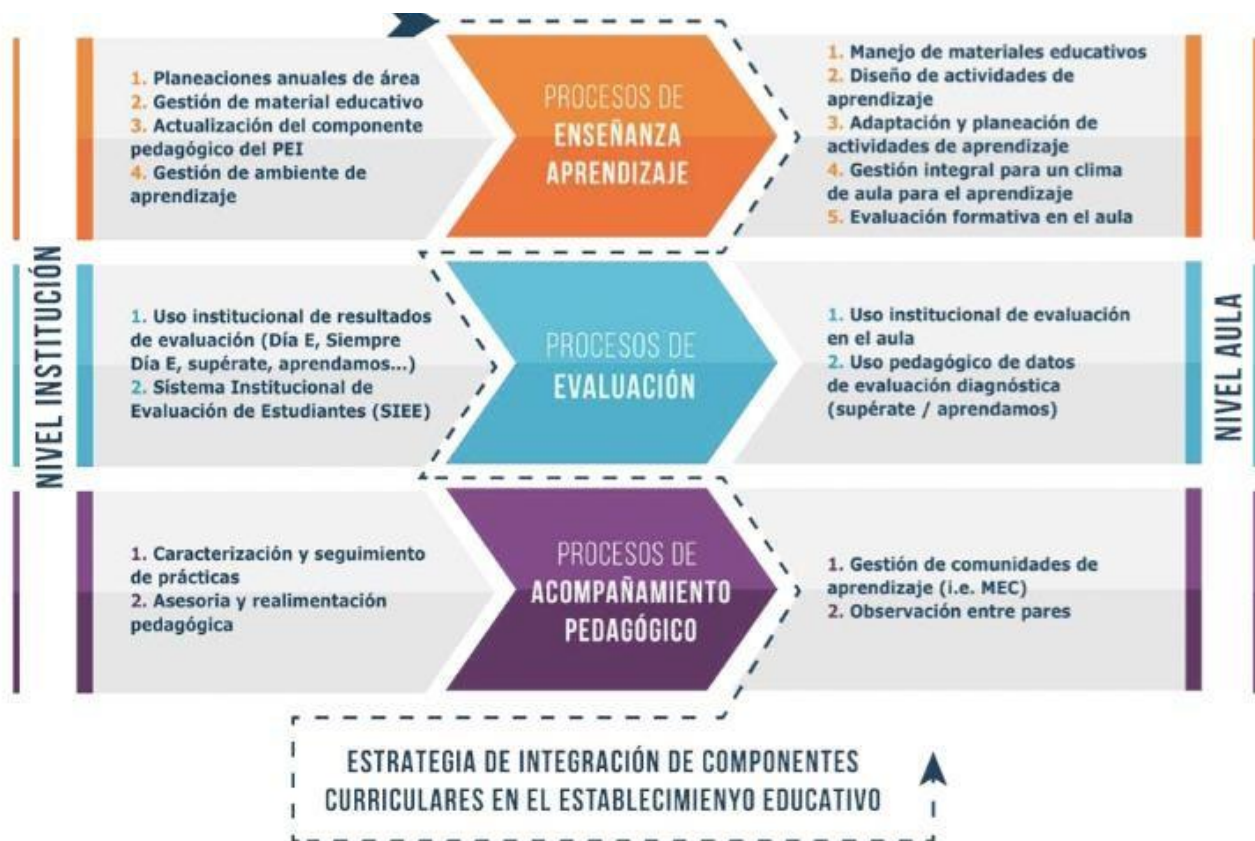 NIVEL INSTITUCIÓN
1. Planeaciones anuales de área
2. Gestión de material educativo
3. Actualización del componente
pedagógico del PEI
4. Gestión de ambiente de
aprendizaje
PROCESOS DE
ENSEÑANZA
APRENDIZAJE
1. Manejo de materiales educativos
2. Diseño de actividades de
aprendizaje
3. Adaptación y planeación de
actividades de aprendizaje
4. Gestión integral para un clima
de aula para el aprendizaje
5. Evaluación formativa en el aula
1. Uso institucional de resultados
de evaluación (Día E, Siempre
Día E, supérate, aprendamos...)
2. Sistema Institucional de
Evaluación de Estudiantes (SIEE)
PROCESOS DE
EVALUACIÓN
1. Uso institucional de evaluación
en el aula
2. Uso pedagógico de datos
de evaluación diagnóstica
(supérate / aprendamos)
NIVEL AULA
1. Caracterización y seguimiento
de prácticas
2. Asesoria y realimentación
pedagógica
PROCESOS DE
ACOMPAÑAMIENTO
PEDAGÓGICO
1. Gestión de comunidades de
aprendizaje (i.e. MEC)
2. Observación entre pares
ESTRATEGIA DE INTEGRACIÓN DE COMPONENTES
CURRICULARES EN EL ESTABLECIMIENYO EDUCATIVO